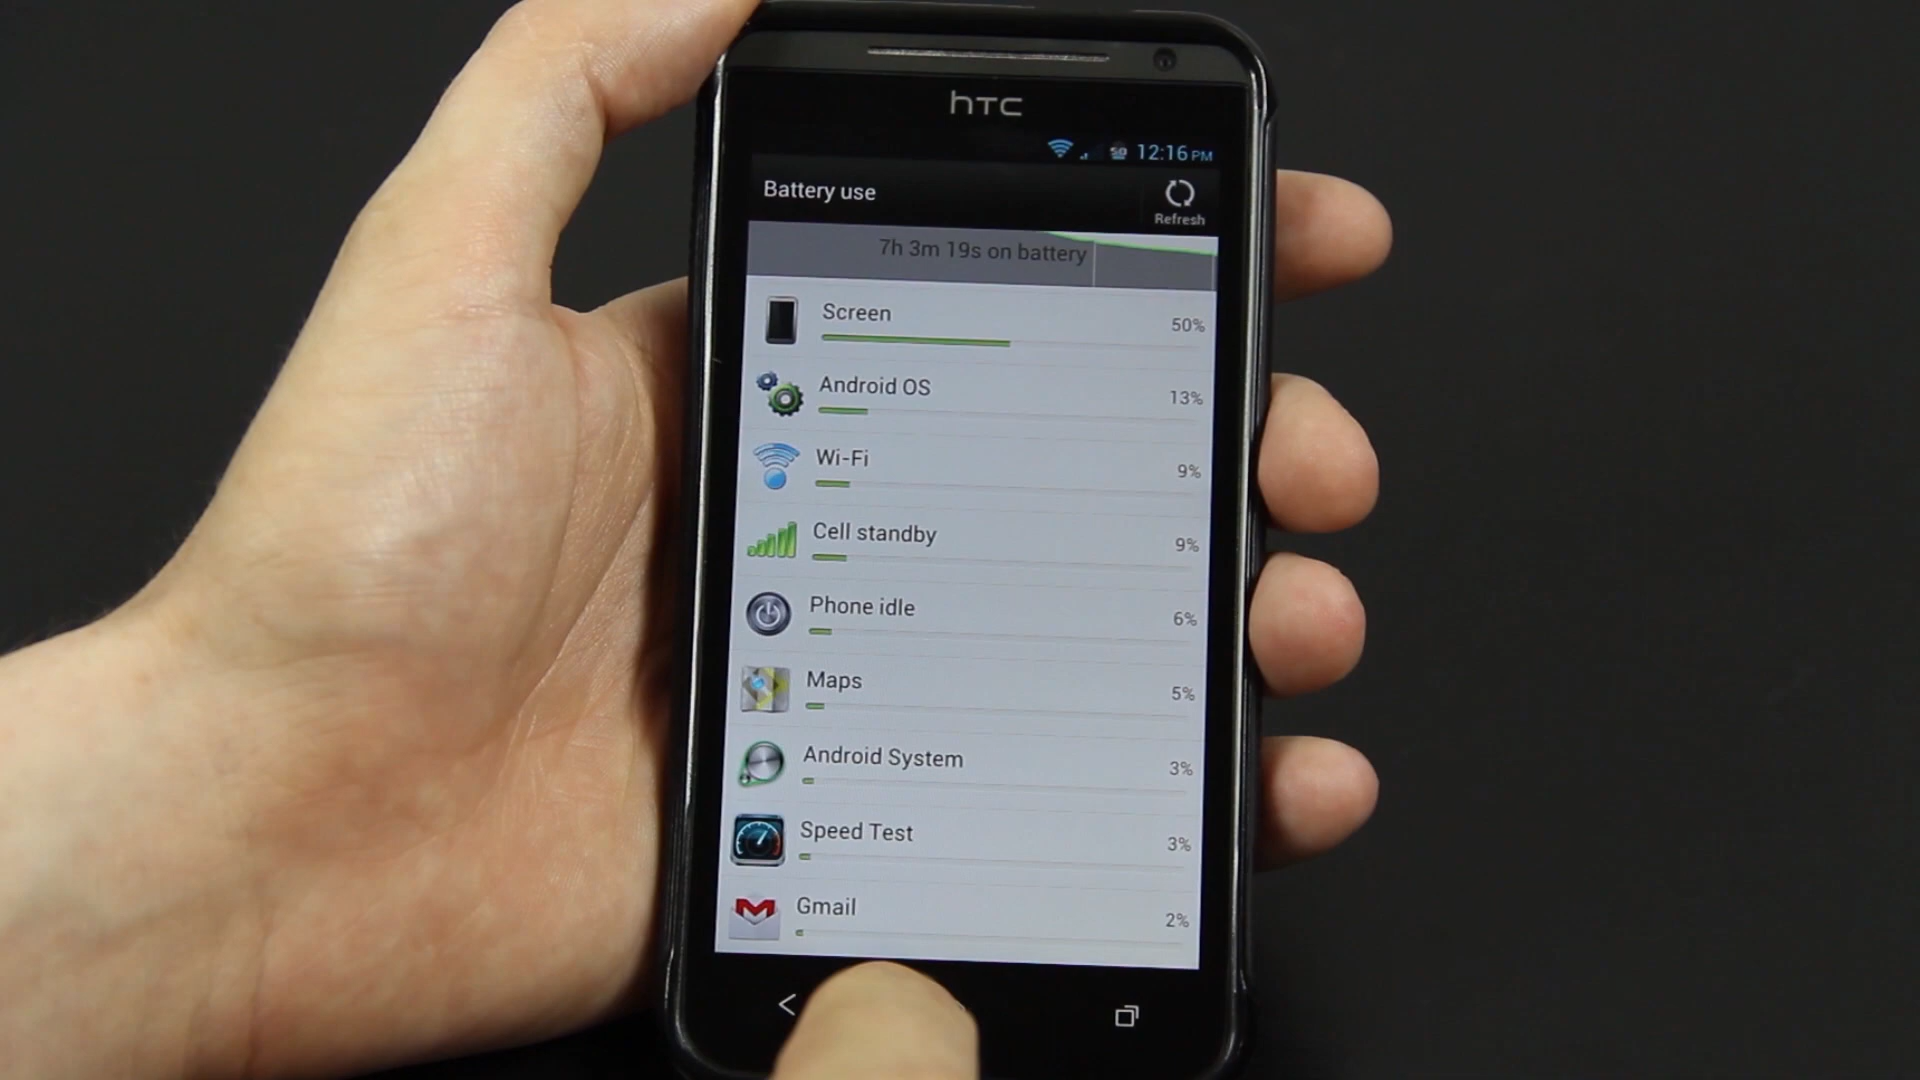 hTC
50 12:16 PM
Battery use
Refresh
7h 3m 19s on battery
Screen 50%
Android OS 13%
Wi-Fi 9%
Cell standby 9%
Phone idle 6%
Maps 5%
Android System 3%
Speed Test 3%
Gmail 2%